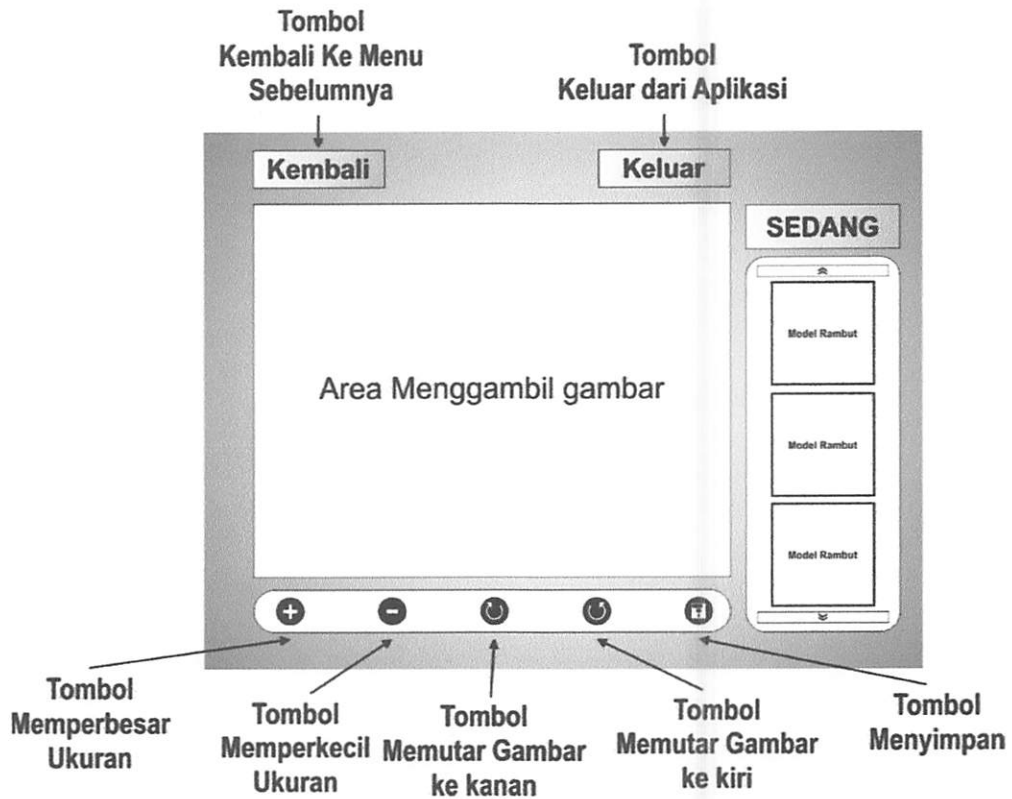 Tombol
Kembali Ke Menu
Sebelumnya
Tombol
Keluar dari Aplikasi
Kembali
Keluar
SEDANG
Model Rambut
Model Rambut
Model Rambut
Area Menggambil gambar
Tombol
Memperbesar
Ukuran
Tombol
Memperkecil
Ukuran
Tombol
Memutar Gambar
ke kanan
Tombol
Memutar Gambar
ke kiri
Tombol
Menyimpan